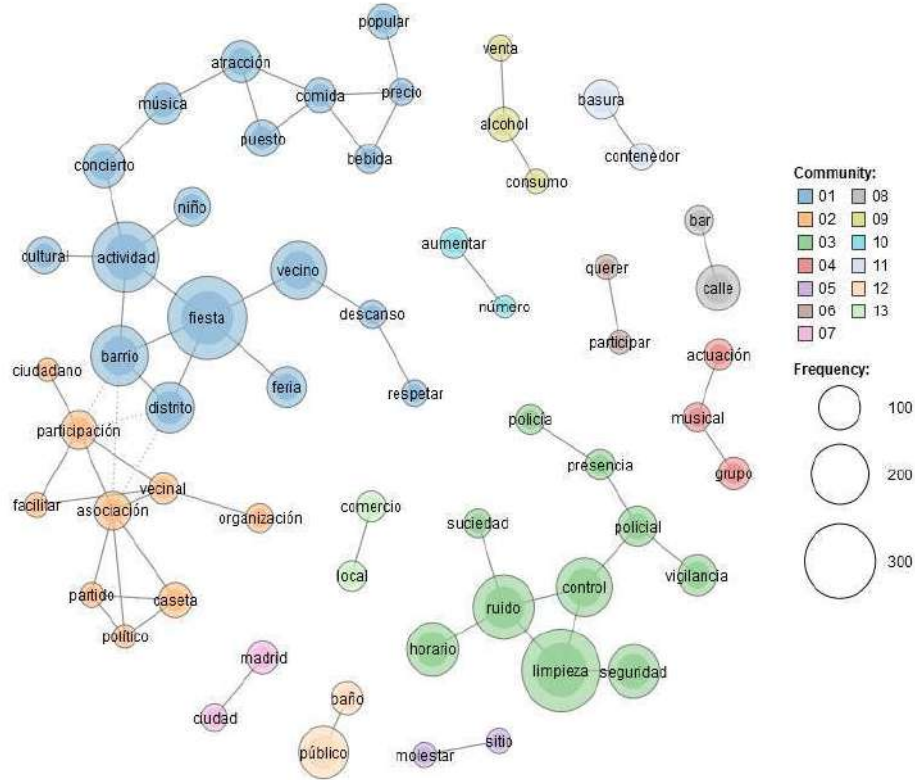 popular
venta
atracción
comida
precio
basura
música
puesto
alcohol
bebida
contenedor
concierto
consumo
Community:
01 08
02 09
03 10
04 11
05 12
06 13
07
niño
bar
cultural
actividad
aumentar
vecino
querer
calle
fiesta
descanso
número
participar
actuación
barrio
ciudadano
feria
respetar
Frequency:
100
200
300
distrito
participación
policía
musical
presencia
grupo
facilitar
vecinal
asociación
organización
comercio
suciedad
policial
local
vigilancia
partido
caseta
ruido
control
político
horario
madrid
limpieza
seguridad
baño
ciudad
público
molestar
sitio